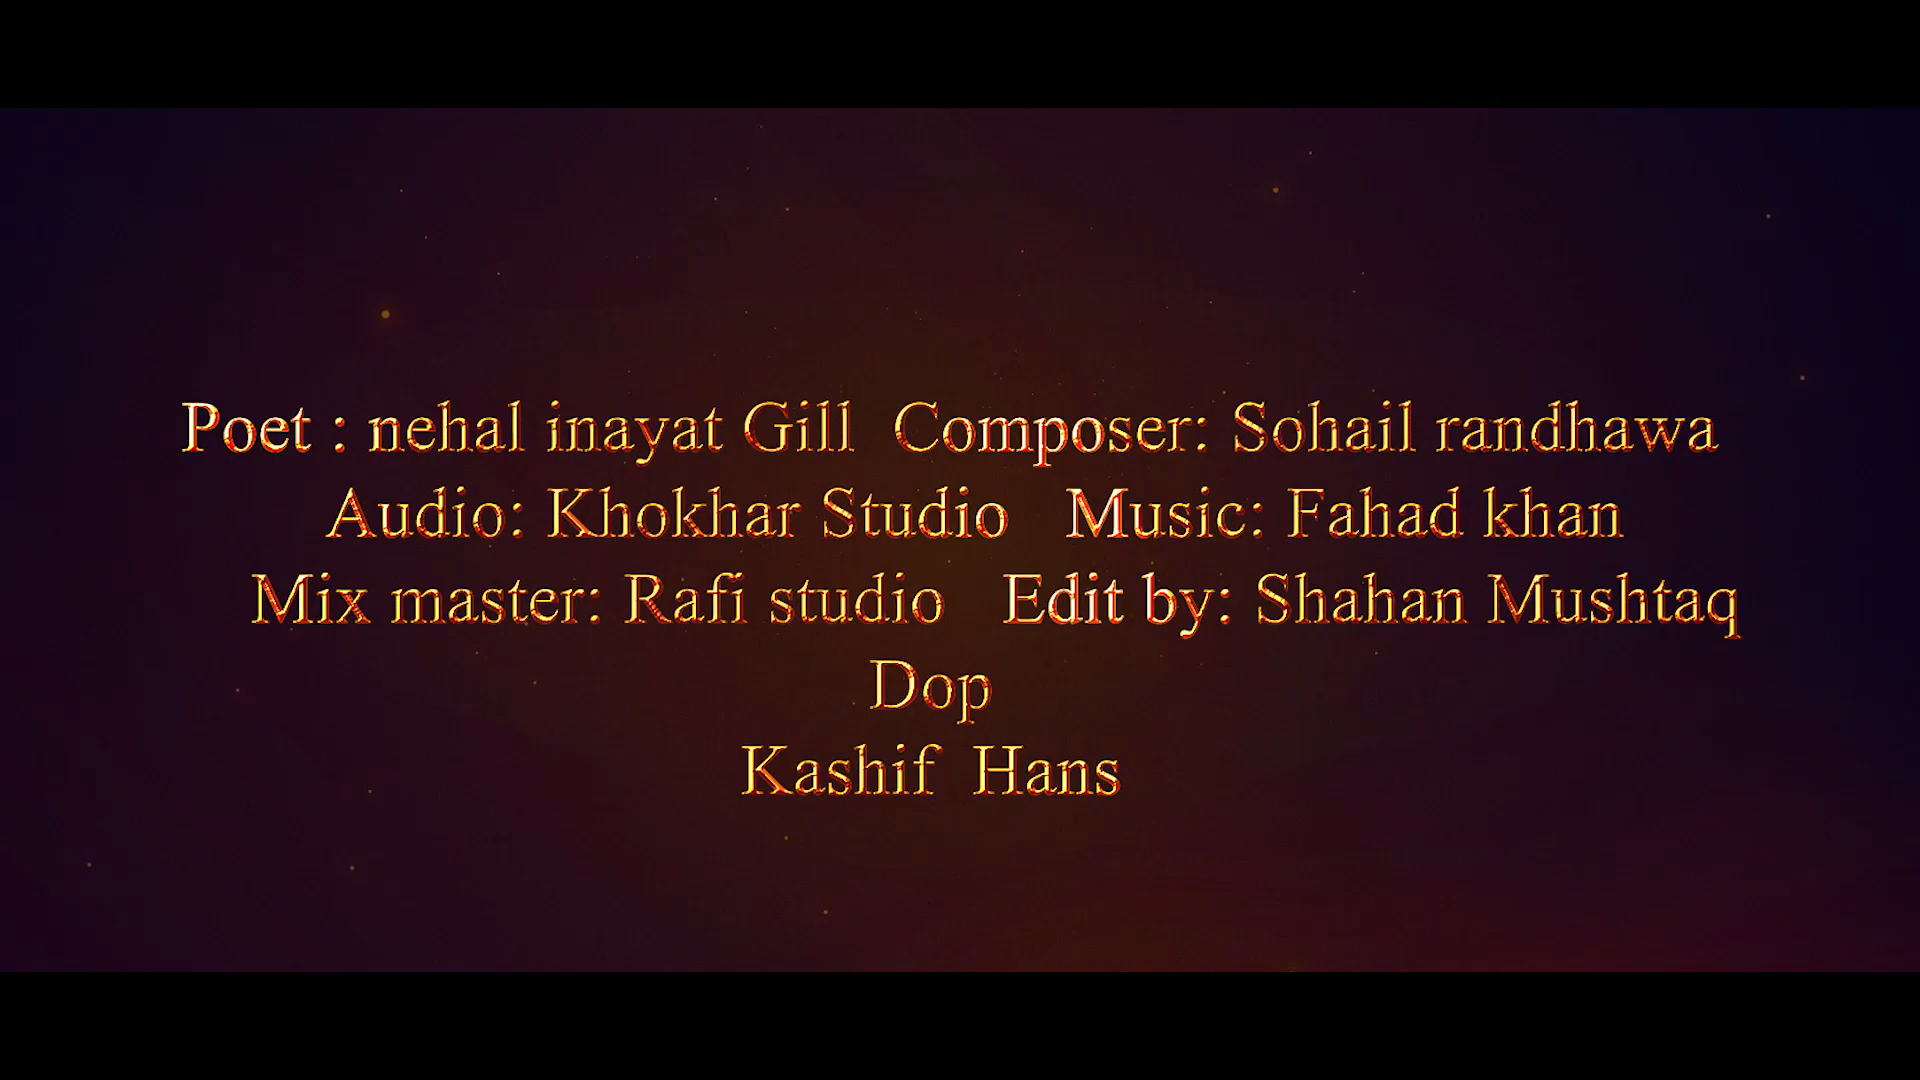 Poet : nehal inayat Gill Composer: Sohail randhawa
Audio: Khokhar Studio Music: Fahad khan
Mix master: Rafi studio Edit by: Shahan Mushtaq
Dop
Kashif Hans